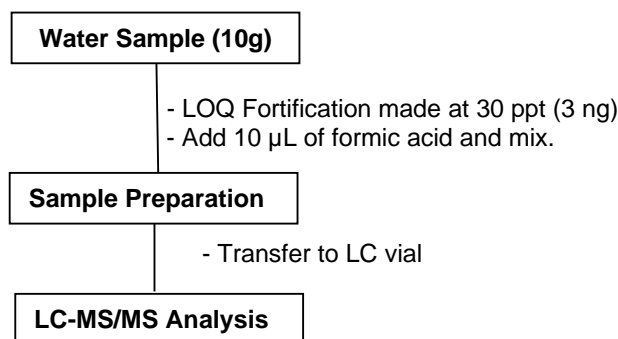 Water Sample (10g)
- LOQ Fortification made at 30 ppt (3 ng)
- Add 10 µL of formic acid and mix.
Sample Preparation
- Transfer to LC vial
LC-MS/MS Analysis